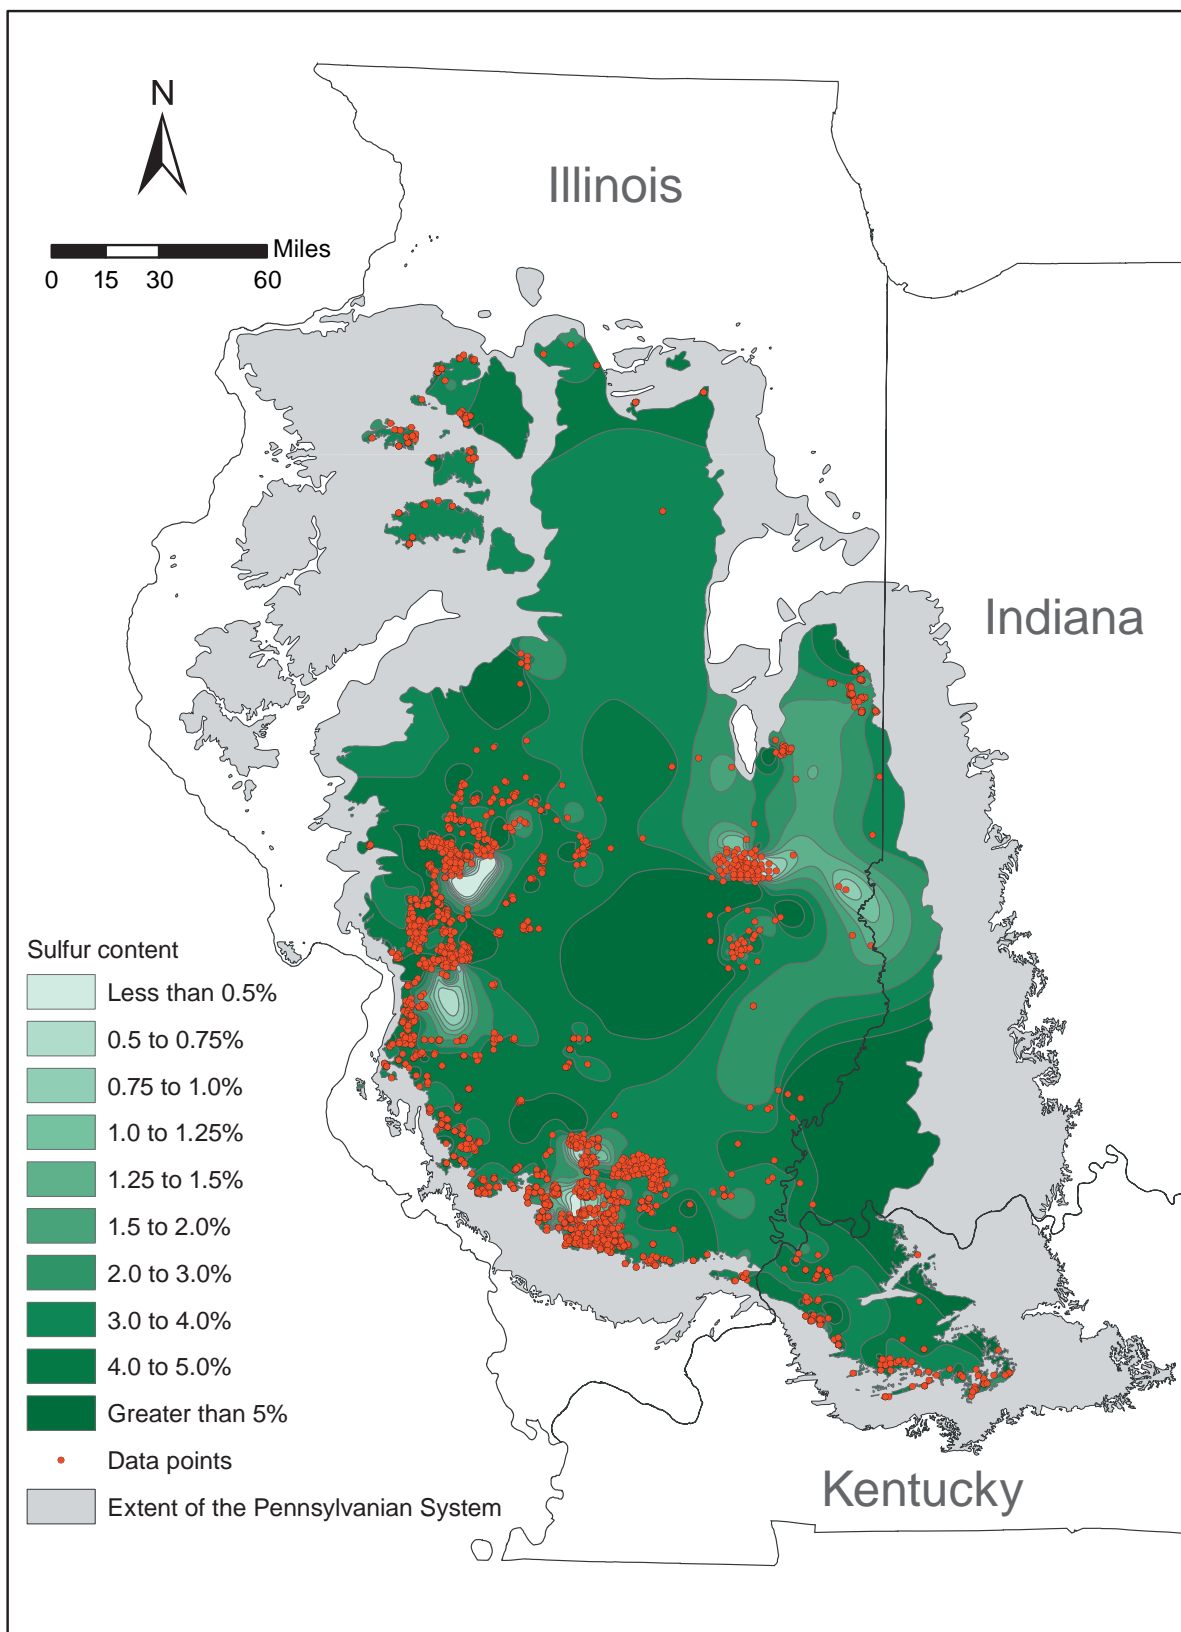 N
Illinois
Miles
0 15 30 60
Indiana
Sulfur content
Less than 0.5%
0.5 to 0.75%
0.75 to 1.0%
1.0 to 1.25%
1.25 to 1.5%
1.5 to 2.0%
2.0 to 3.0%
3.0 to 4.0%
4.0 to 5.0%
Greater than 5%
Data points
Extent of the Pennsylvanian System
Kentucky